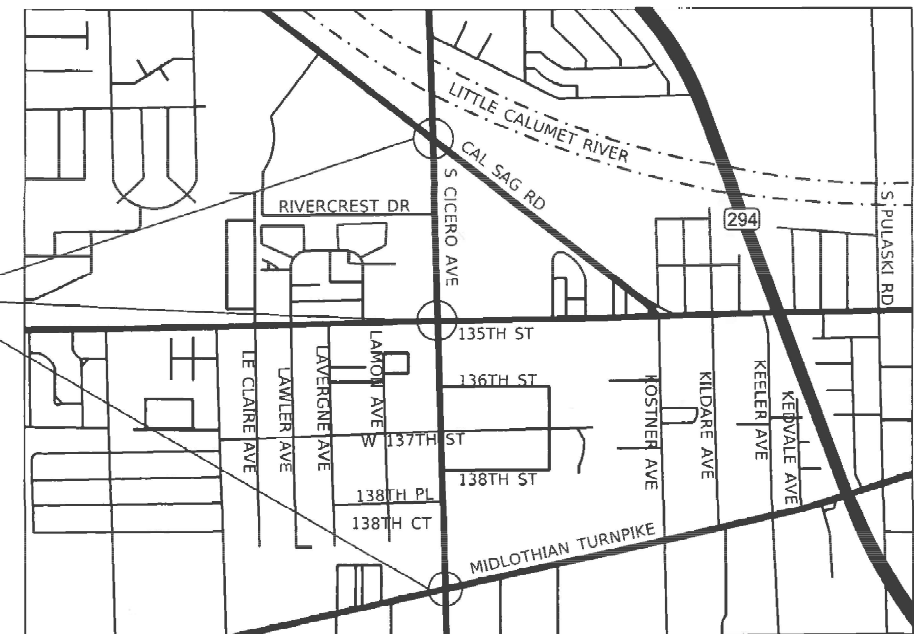 LITTLE CALUMET RIVER
CAL SAG RD
S CICERO AVE
RIVERCREST DR
294
S PULASKI RD
135TH ST
136TH ST
W 137TH ST
138TH ST
138TH PL
138TH CT
LE CLAIRE AVE
LAWLER AVE
LAVERGNE AVE
LAMON AVE
KOSTNER AVE
KILDARE AVE
KEELER AVE
KEDVALE AVE
MIDLOTHIAN TURNPIKE